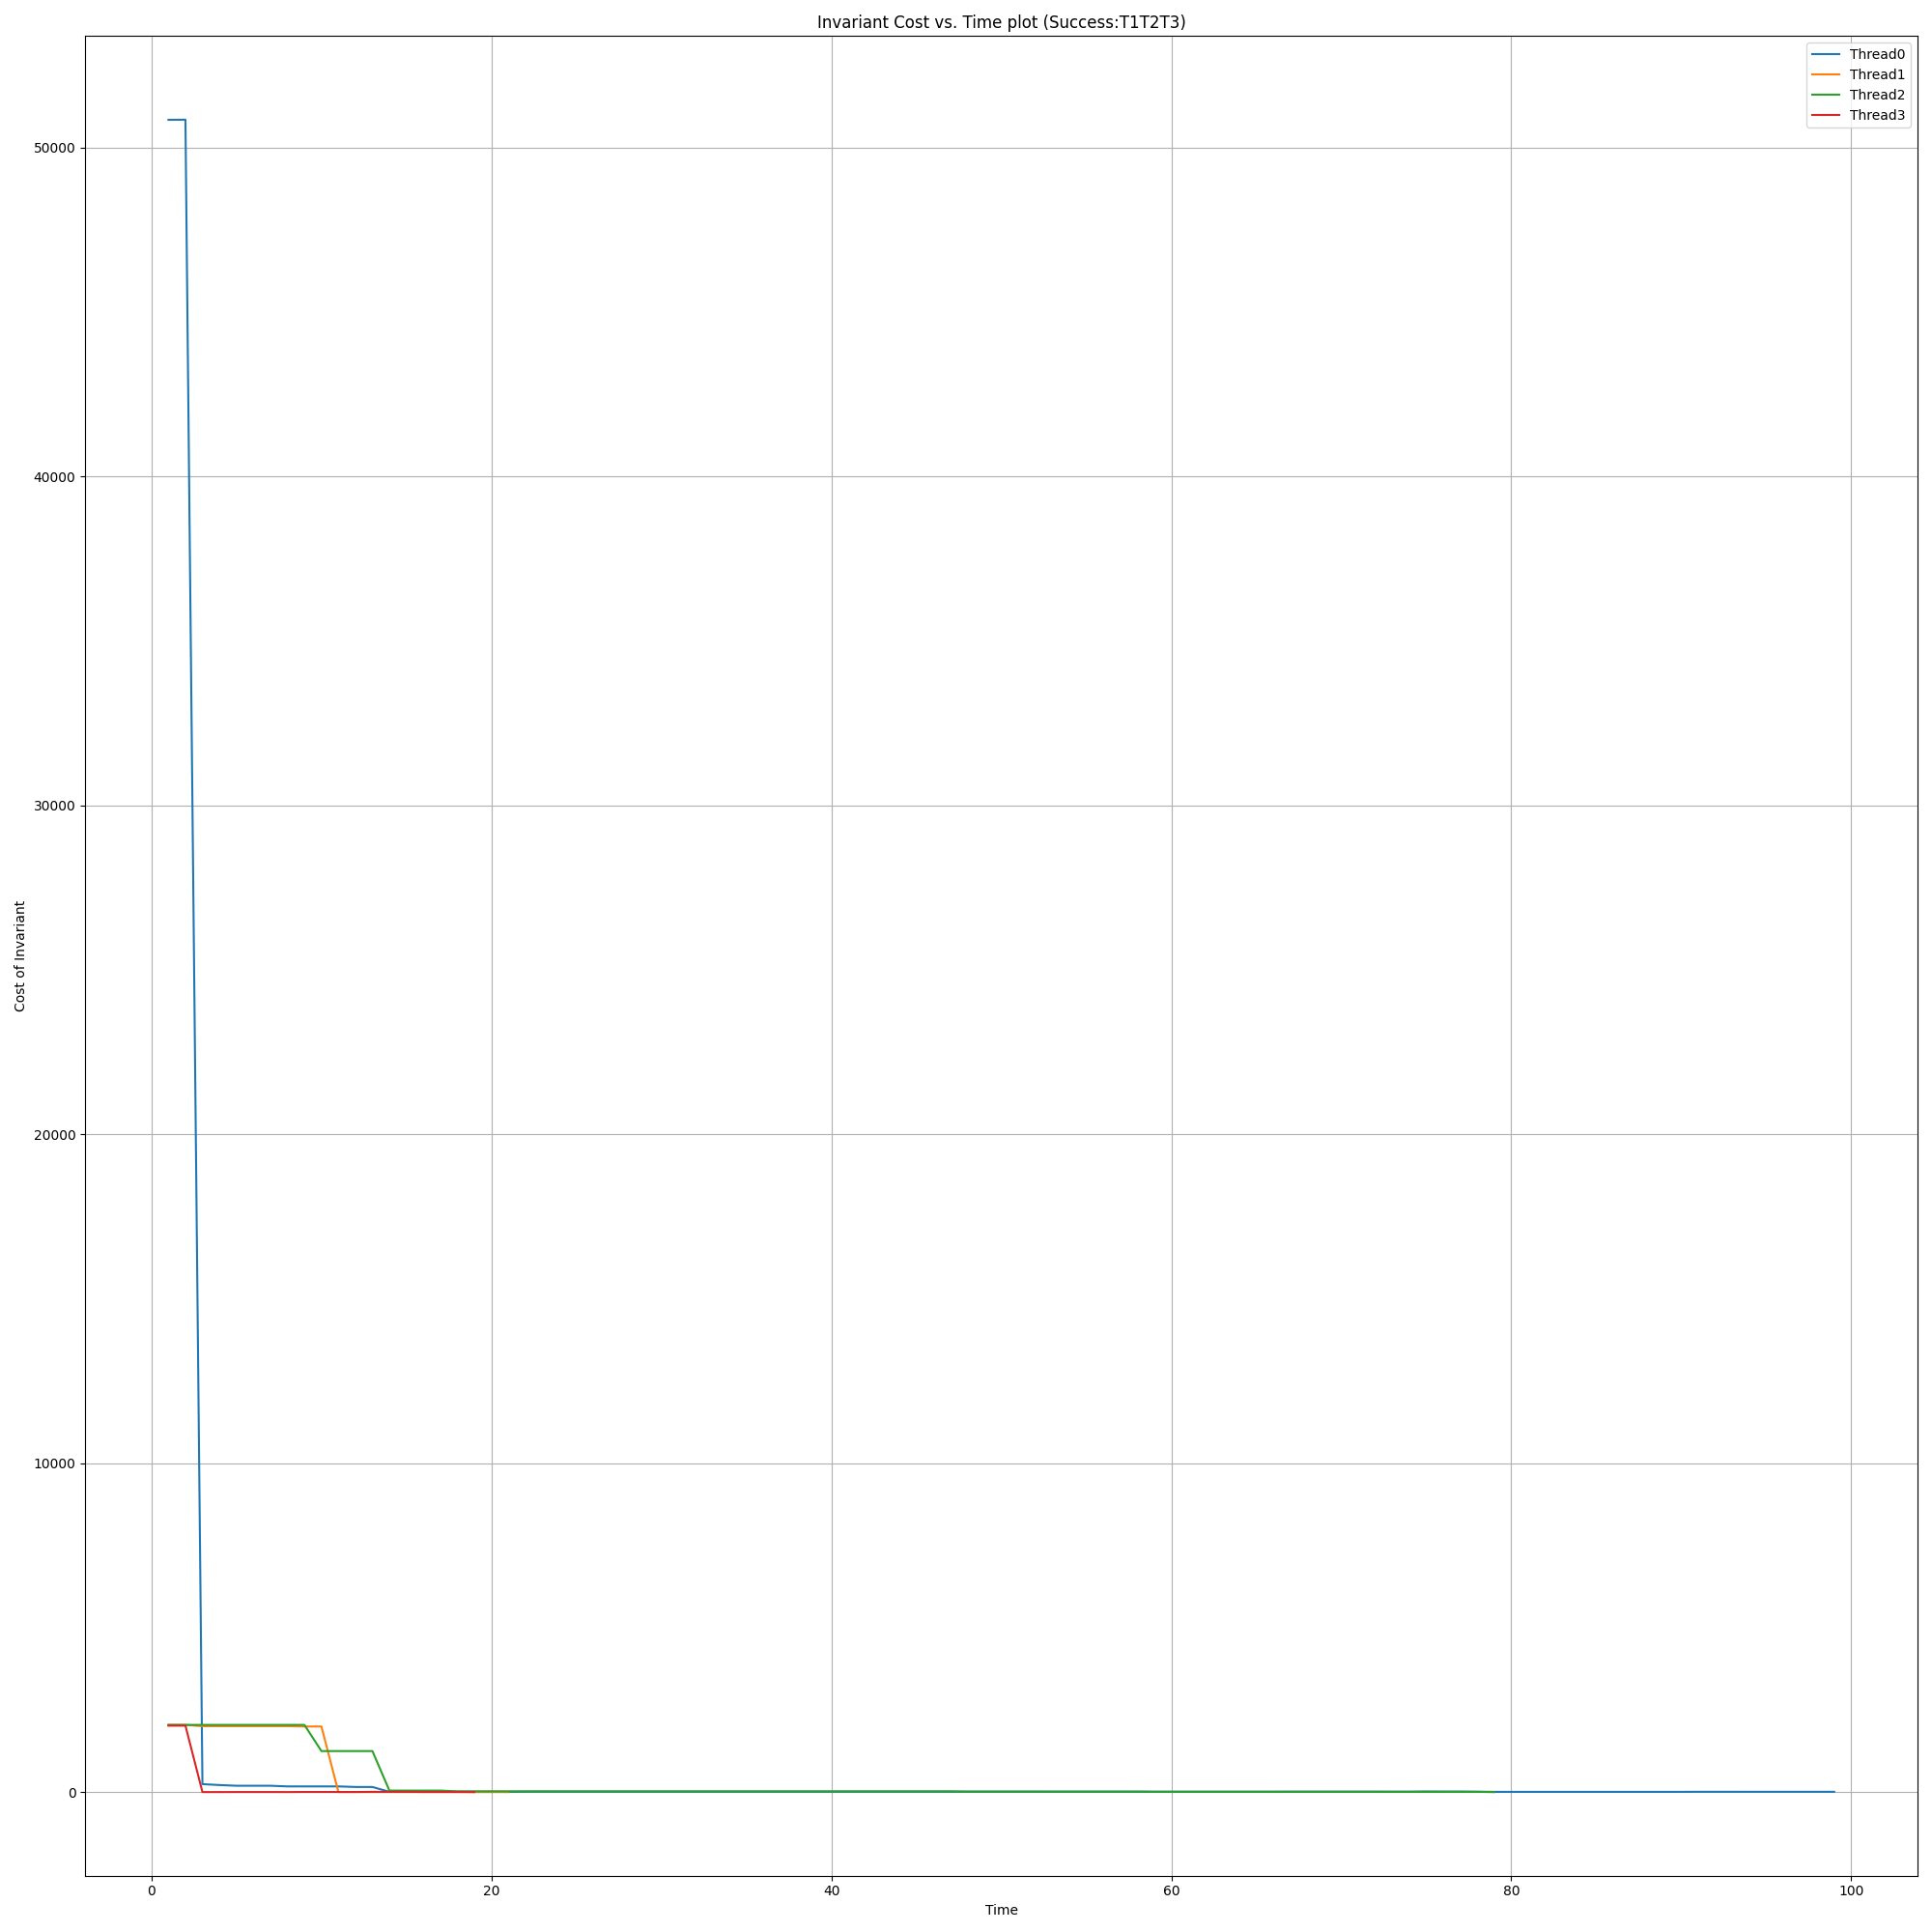 Invariant Cost vs. Time plot (Success:T1T2T3)
Thread0
Thread1
Thread2
Thread3
50000
40000
30000
20000
10000
0
Cost of Invariant
0 20 40 60 80 100
Time